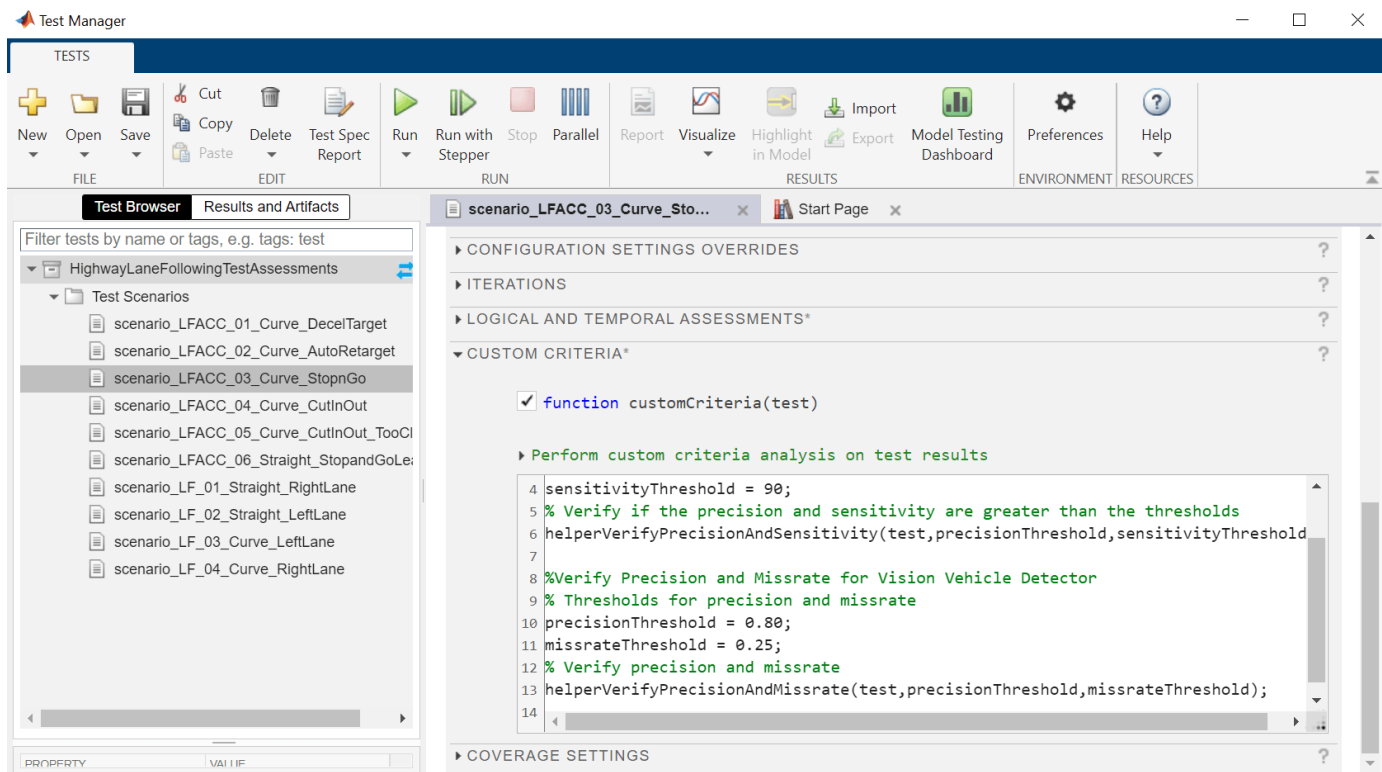 Test Manager
TESTS
New
Open
Save
Cut
Copy
Paste
Delete
Test Spec Report
Run
Run with Stepper
Stop
Parallel
Report
Visualize
Highlight in Model
Import
Export
Model Testing Dashboard
Preferences
Help
FILE
EDIT
RUN
RESULTS
ENVIRONMENT
RESOURCES
Test Browser
Results and Artifacts
Filter tests by name or tags, e.g. tags: test
HighwayLaneFollowingTestAssessments
Test Scenarios
scenario_LFACC_01_Curve_DecelTarget
scenario_LFACC_02_Curve_AutoRetarget
scenario_LFACC_03_Curve_StopnGo
scenario_LFACC_04_Curve_CutInOut
scenario_LFACC_05_Curve_CutInOut_TooCl
scenario_LFACC_06_Straight_StopandGoLea
scenario_LF_01_Straight_RightLane
scenario_LF_02_Straight_LeftLane
scenario_LF_03_Curve_LeftLane
scenario_LF_04_Curve_RightLane
PROPERTY VALUE
scenario_LFACC_03_Curve_Sto... x
Start Page x
CONFIGURATION SETTINGS OVERRIDES ?
ITERATIONS ?
LOGICAL AND TEMPORAL ASSESSMENTS* ?
CUSTOM CRITERIA* ?
function customCriteria(test)
Perform custom criteria analysis on test results
4 sensitivityThreshold = 90;
5 % Verify if the precision and sensitivity are greater than the thresholds
6 helperVerifyPrecisionAndSensitivity(test,precisionThreshold,sensitivityThreshold
7
8 %Verify Precision and Missrate for Vision Vehicle Detector
9 % Thresholds for precision and missrate
10 precisionThreshold = 0.80;
11 missrateThreshold = 0.25;
12 % Verify precision and missrate
13 helperVerifyPrecisionAndMissrate(test,precisionThreshold,missrateThreshold);
14
COVERAGE SETTINGS ?